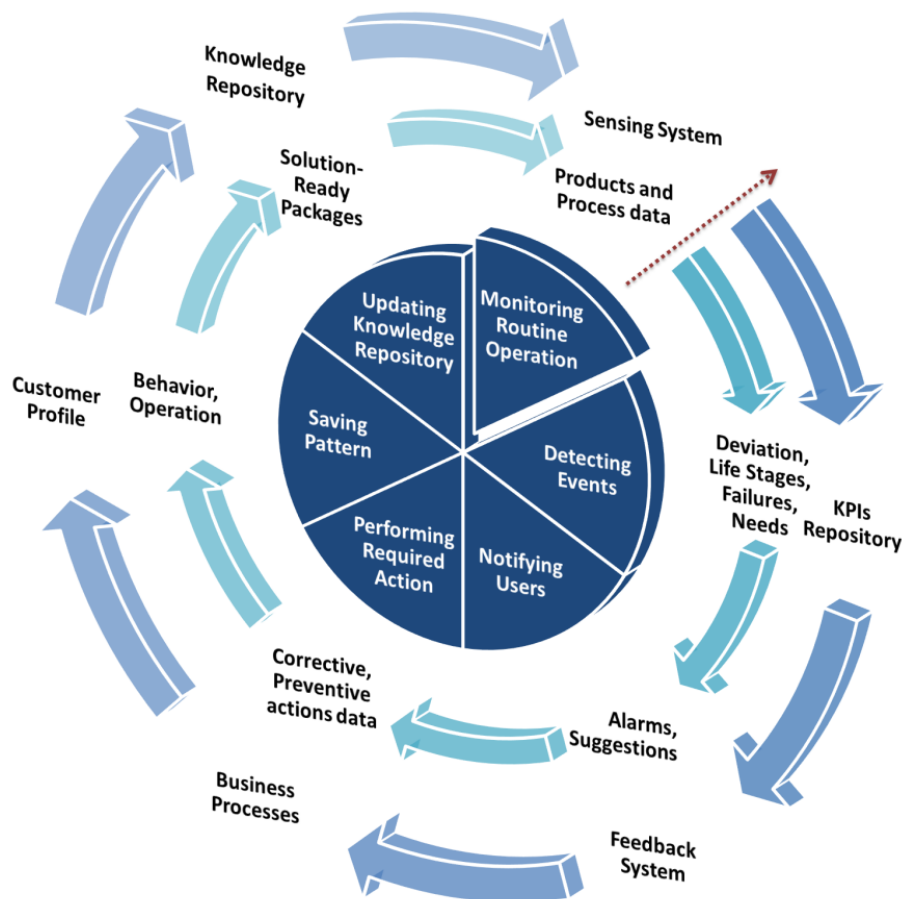 Knowledge
Repository
Sensing System
Solution-
Ready
Packages
Products and
Process data
Updating
Knowledge
Repository
Monitoring
Routine
Operation
Customer
Profile
Behavior,
Operation
Saving
Pattern
Detecting
Events
Deviation,
Life Stages,
Failures,
Needs
KPIs
Repository
Performing
Required
Action
Notifying
Users
Corrective,
Preventive
actions data
Alarms,
Suggestions
Business
Processes
Feedback
System